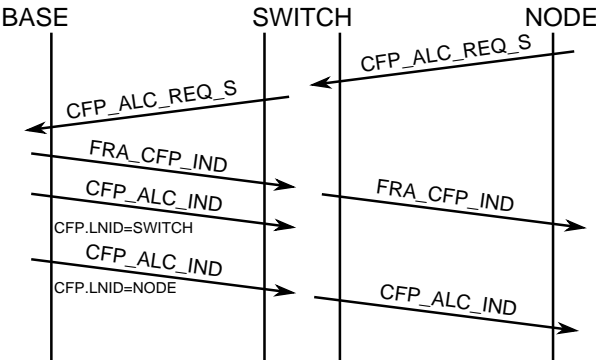 BASE SWITCH NODE
CFP_ALC_REQ_S
CFP_ALC_REQ_S
FRA_CFP_IND
CFP_ALC_IND
FRA_CFP_IND
CFP.LNID=SWITCH
CFP_ALC_IND
CFP.LNID=NODE
CFP_ALC_IND